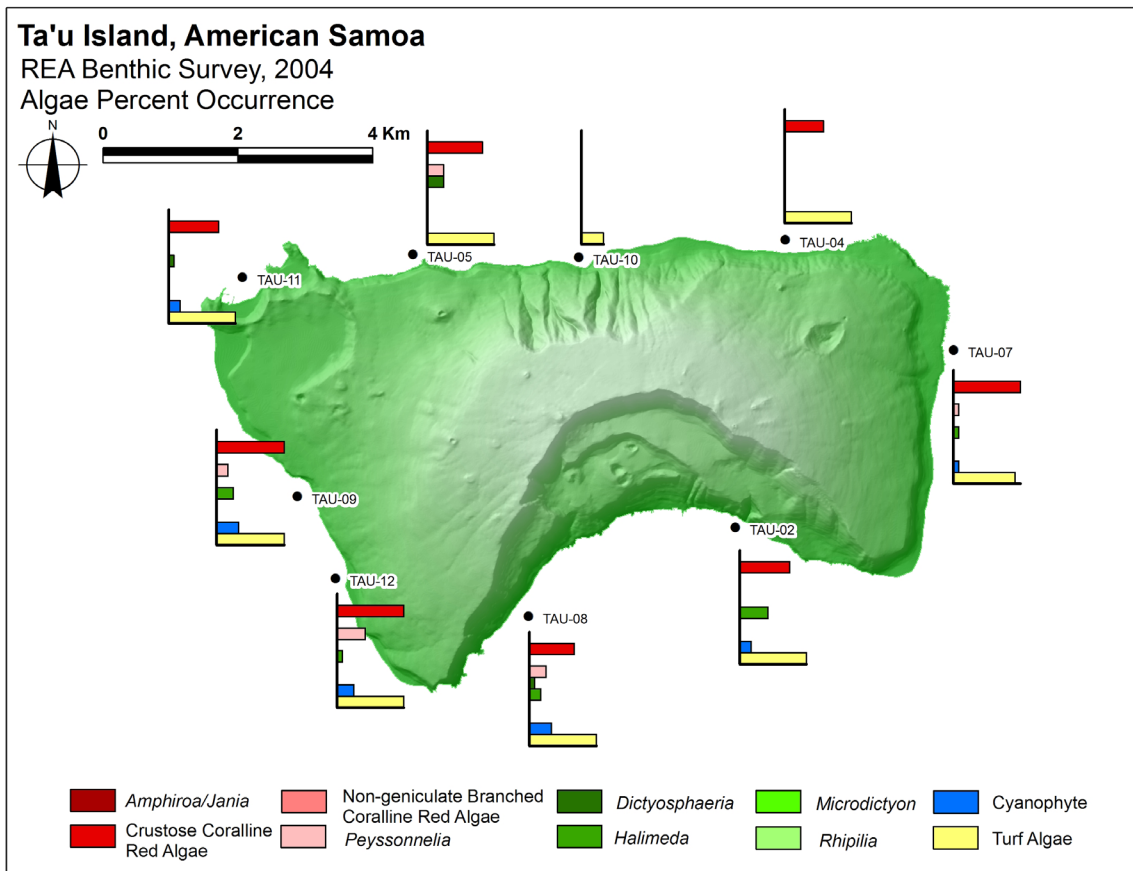 Ta'u Island, American Samoa
REA Benthic Survey, 2004
Algae Percent Occurrence
N
0 2 4 Km
TAU-04
TAU-05
TAU-10
TAU-11
TAU-07
TAU-09
TAU-02
TAU-12
TAU-08
Amphiroa/Jania
Crustose Coralline
Red Algae
Non-geniculate Branched
Coralline Red Algae
Peyssonnelia
Dictyosphaeria
Halimeda
Microdictyon
Rhipilia
Cyanophyte
Turf Algae